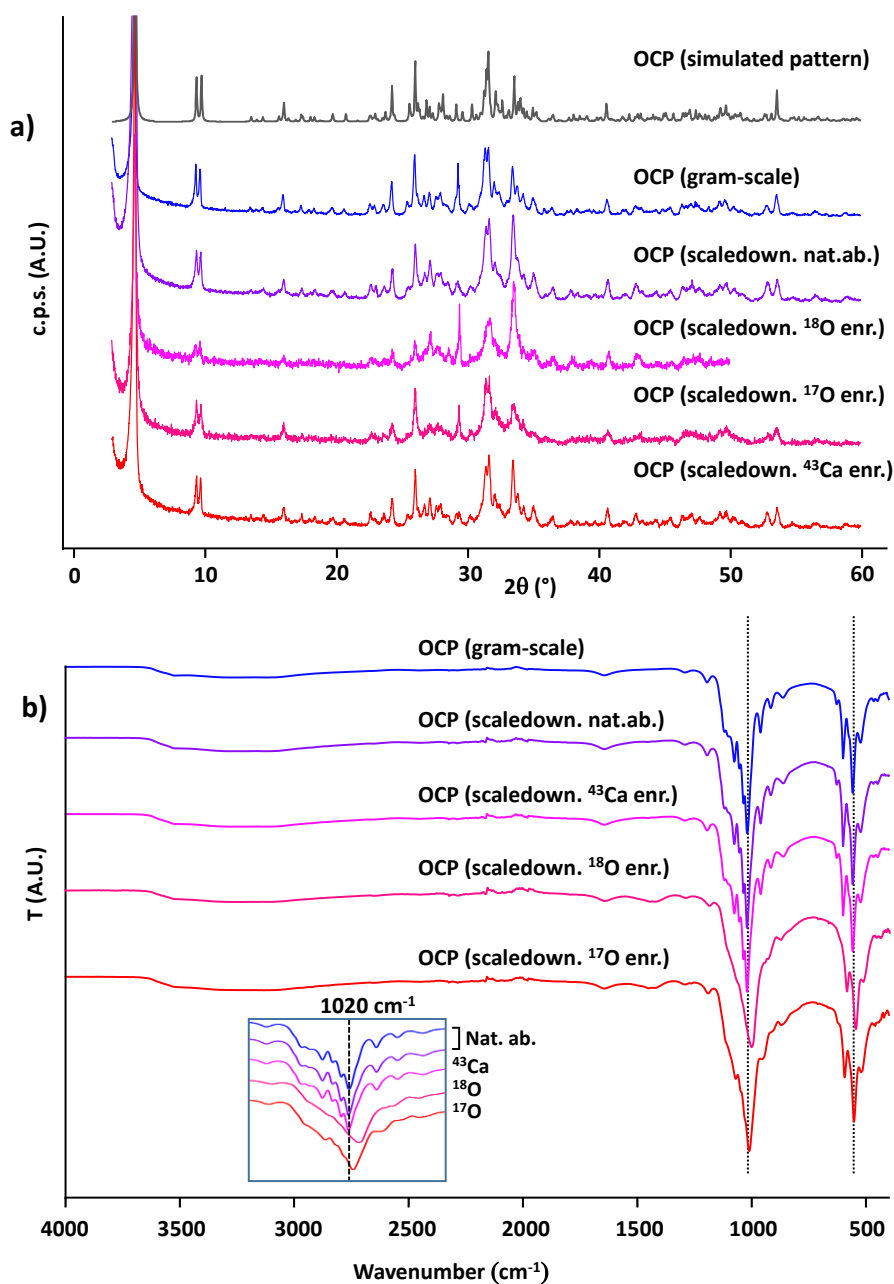 a)
c.p.s. (A.U.)
OCP (simulated pattern)
OCP (gram-scale)
OCP (scaledown. nat.ab.)
OCP (scaledown. ¹⁸O enr.)
OCP (scaledown. ¹⁷O enr.)
OCP (scaledown. ⁴³Ca enr.)
0 10 20 30 40 50 60
2θ (°)
b)
T (A.U.)
OCP (gram-scale)
OCP (scaledown. nat.ab.)
OCP (scaledown. ⁴³Ca enr.)
OCP (scaledown. ¹⁸O enr.)
OCP (scaledown. ¹⁷O enr.)
1020 cm⁻¹
Nat. ab.
⁴³Ca
¹⁸O
¹⁷O
4000 3500 3000 2500 2000 1500 1000 500
Wavenumber (cm⁻¹)